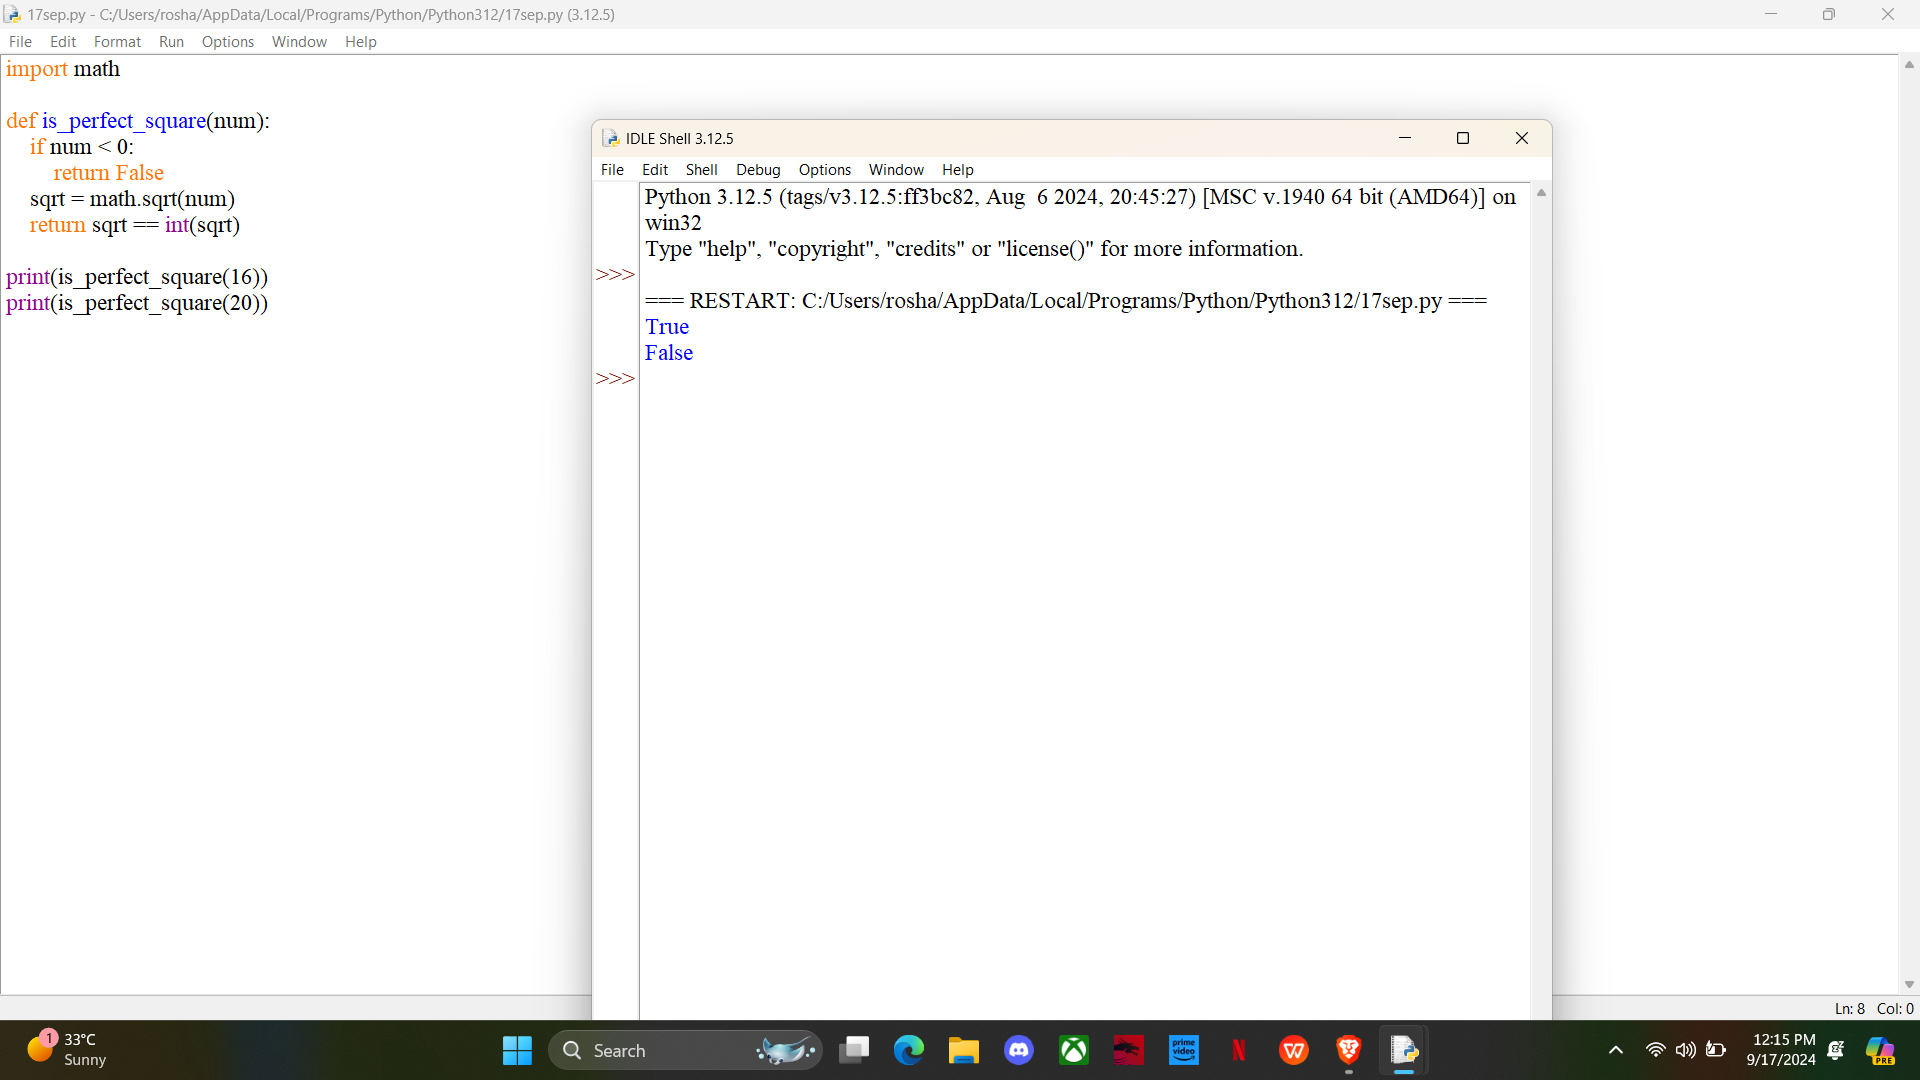 17sep.py - C:/Users/rosha/AppData/Local/Programs/Python/Python312/17sep.py (3.12.5)
File Edit Format Run Options Window Help
import math
def is_perfect_square(num):
if num < 0:
return False
sqrt = math.sqrt(num)
return sqrt == int(sqrt)
print(is_perfect_square(16))
print(is_perfect_square(20))
IDLE Shell 3.12.5
File Edit Shell Debug Options Window Help
Python 3.12.5 (tags/v3.12.5:ff3bc82, Aug  6 2024, 20:45:27) [MSC v.1940 64 bit (AMD64)] on
win32
Type "help", "copyright", "credits" or "license()" for more information.
>>>
=== RESTART: C:/Users/rosha/AppData/Local/Programs/Python/Python312/17sep.py ===
True
False
>>>
Ln: 8 Col: 0
1
33°C
Sunny
Search
prime
video
N
W
12:15 PM
9/17/2024
PRE